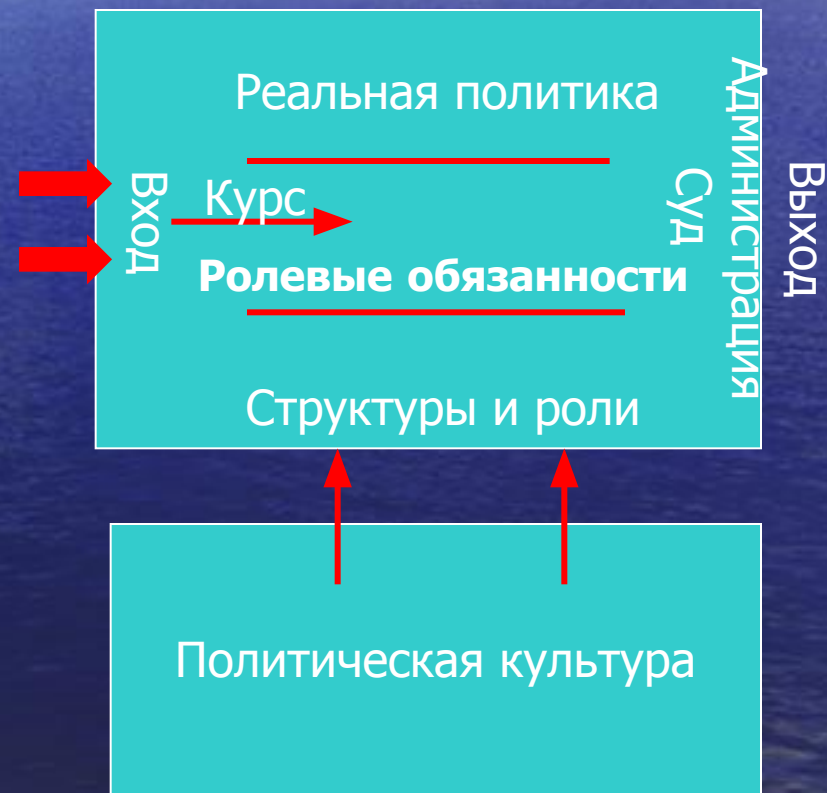 Реальная политика
Вход
Курс
Ролевые обязанности
Структуры и роли
Суд
Администрация
Выход
Политическая культура